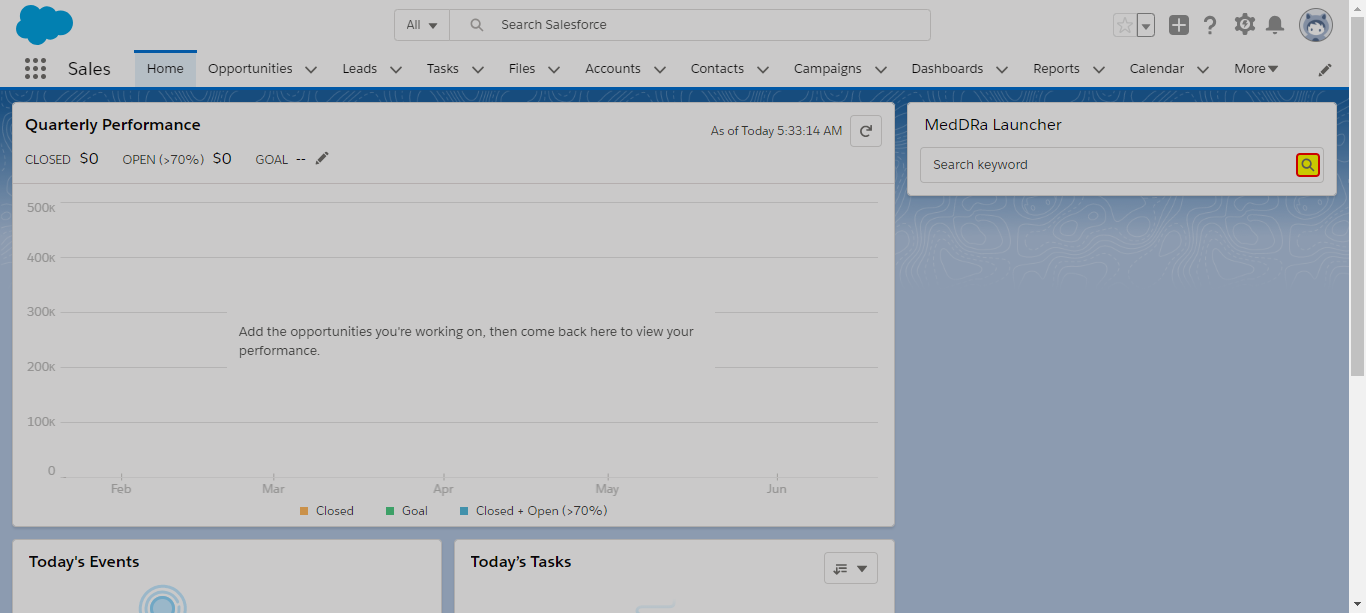 All
Search Salesforce
Sales
Home Opportunities Leads Tasks Files Accounts Contacts Campaigns Dashboards Reports Calendar More
Quarterly Performance
As of Today 5:33:14 AM
CLOSED $0 OPEN (>70%) $0 GOAL --
500K
400K
300K
200K
100K
0
Add the opportunities you're working on, then come back here to view your
performance.
Feb Mar Apr May Jun
Closed Goal Closed + Open (>70%)
MedDRa Launcher
Search keyword
Today's Events
Today’s Tasks